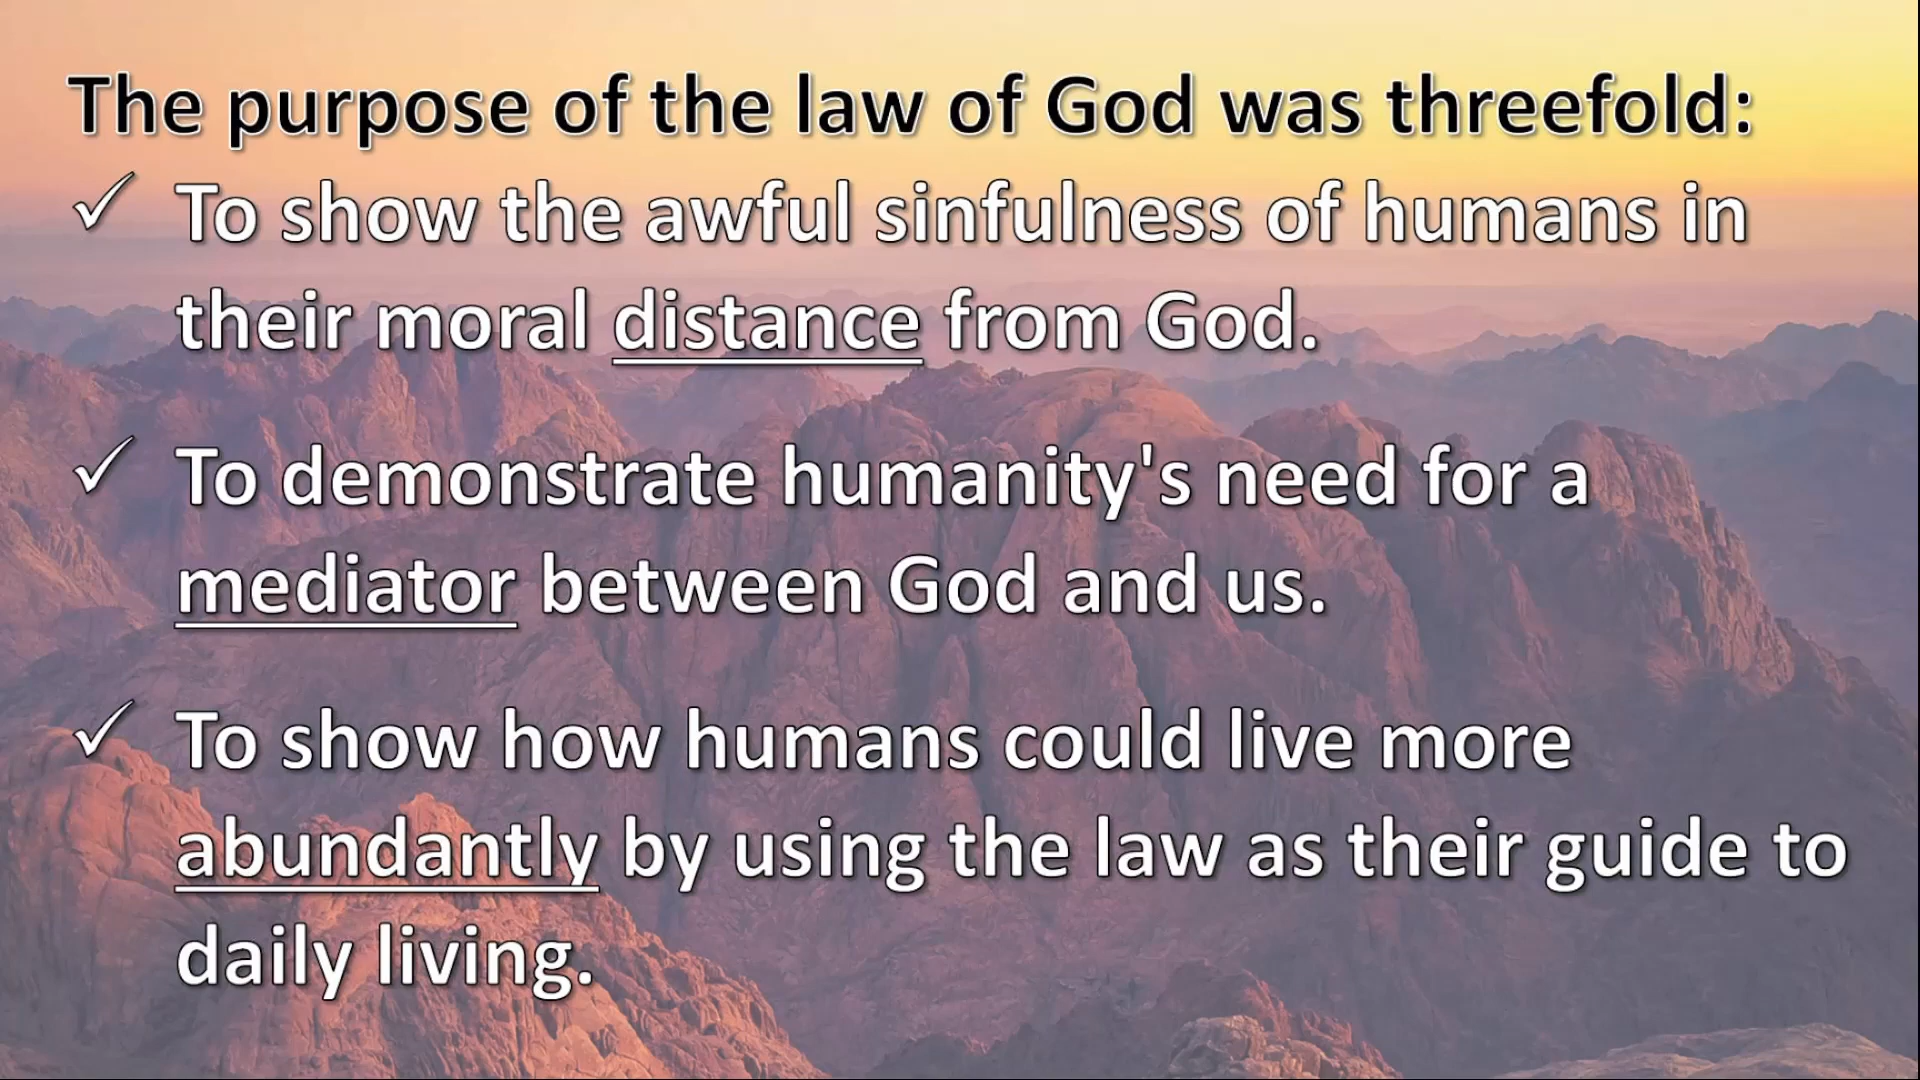 The purpose of the law of God was threefold:
✓ To show the awful sinfulness of humans in
their moral distance from God.
✓ To demonstrate humanity's need for a
mediator between God and us.
✓ To show how humans could live more
abundantly by using the law as their guide to
daily living.